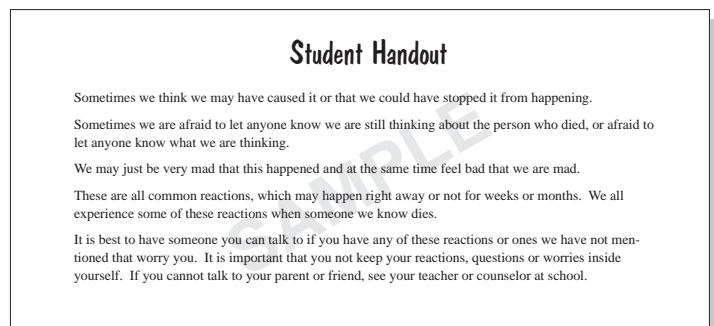 Student Handout
Sometimes we think we may have caused it or that we could have stopped it from happening.
Sometimes we are afraid to let anyone know we are still thinking about the person who died, or afraid to
let anyone know what we are thinking.
We may just be very mad that this happened and at the same time feel bad that we are mad.
These are all common reactions, which may happen right away or not for weeks or months.  We all
experience some of these reactions when someone we know dies.
It is best to have someone you can talk to if you have any of these reactions or ones we have not men-
tioned that worry you.  It is important that you not keep your reactions, questions or worries inside
yourself.  If you cannot talk to your parent or friend, see your teacher or counselor at school.
SAMPLE